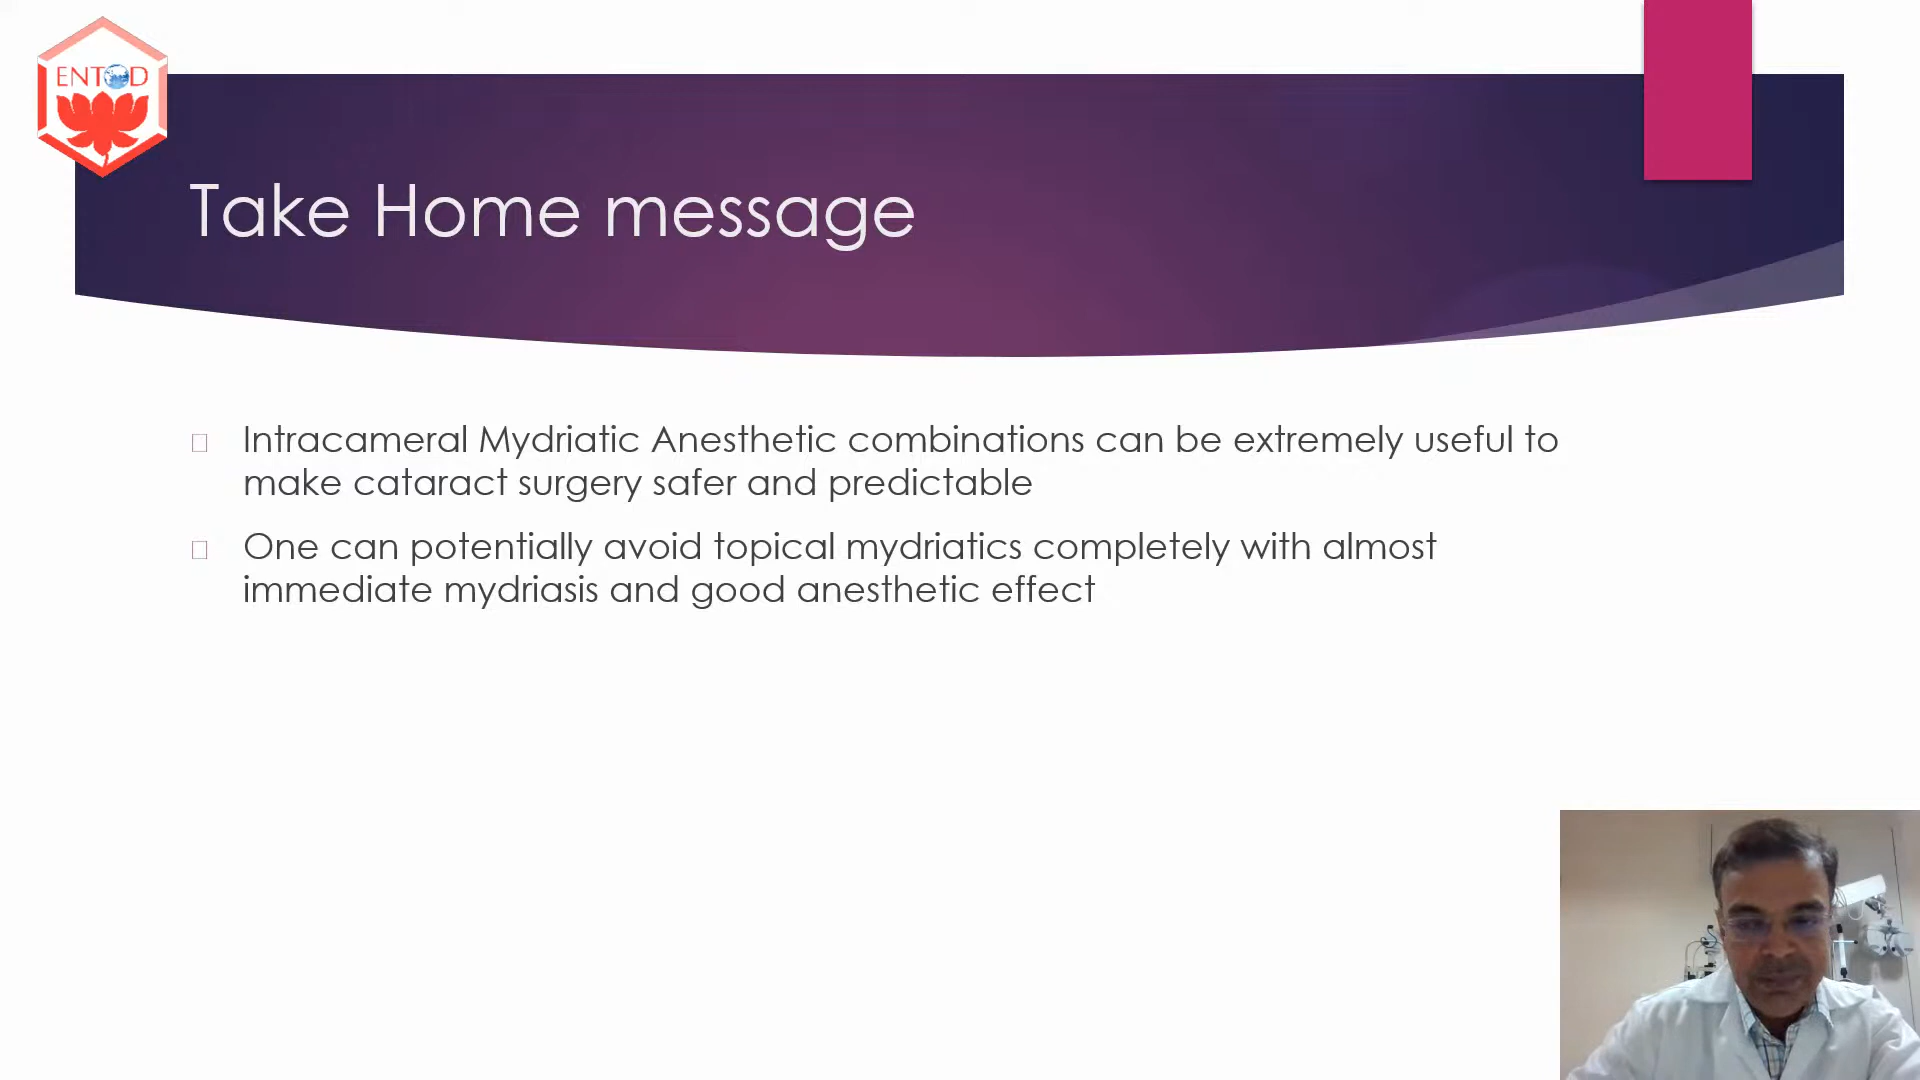 ENTOD
Take Home message
Intracameral Mydriatic Anesthetic combinations can be extremely useful to
make cataract surgery safer and predictable
One can potentially avoid topical mydriatics completely with almost
immediate mydriasis and good anesthetic effect